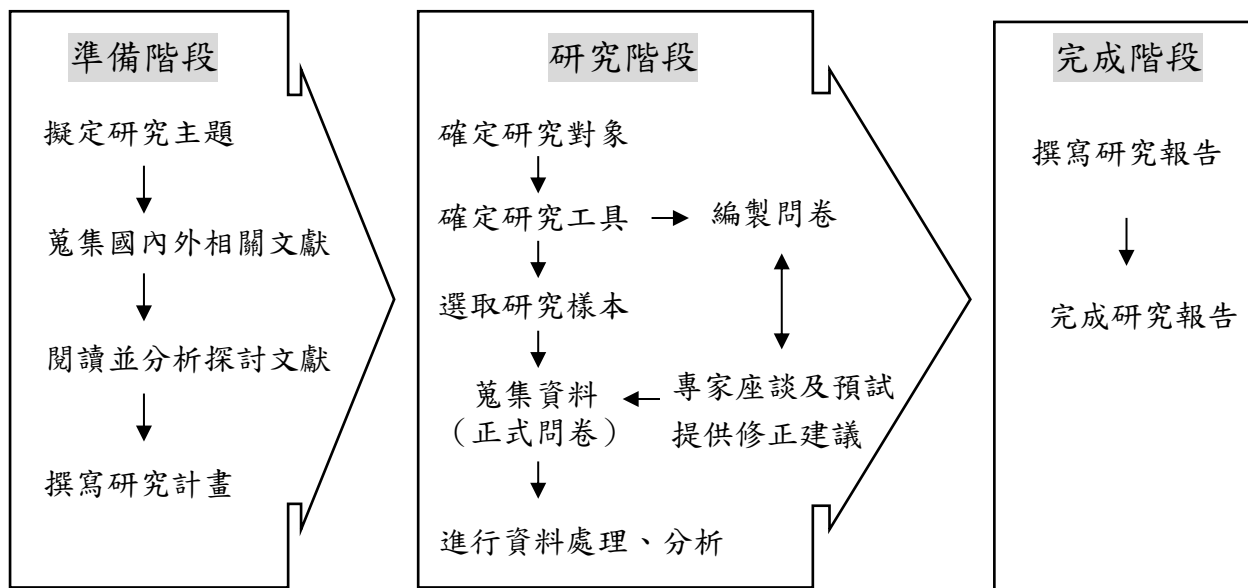 準備階段
擬定研究主題
蒐集國內外相關文獻
閱讀並分析探討文獻
撰寫研究計畫
研究階段
確定研究對象
確定研究工具
編製問卷
選取研究樣本
蒐集資料
（正式問卷）
專家座談及預試
提供修正建議
進行資料處理、分析
完成階段
撰寫研究報告
完成研究報告